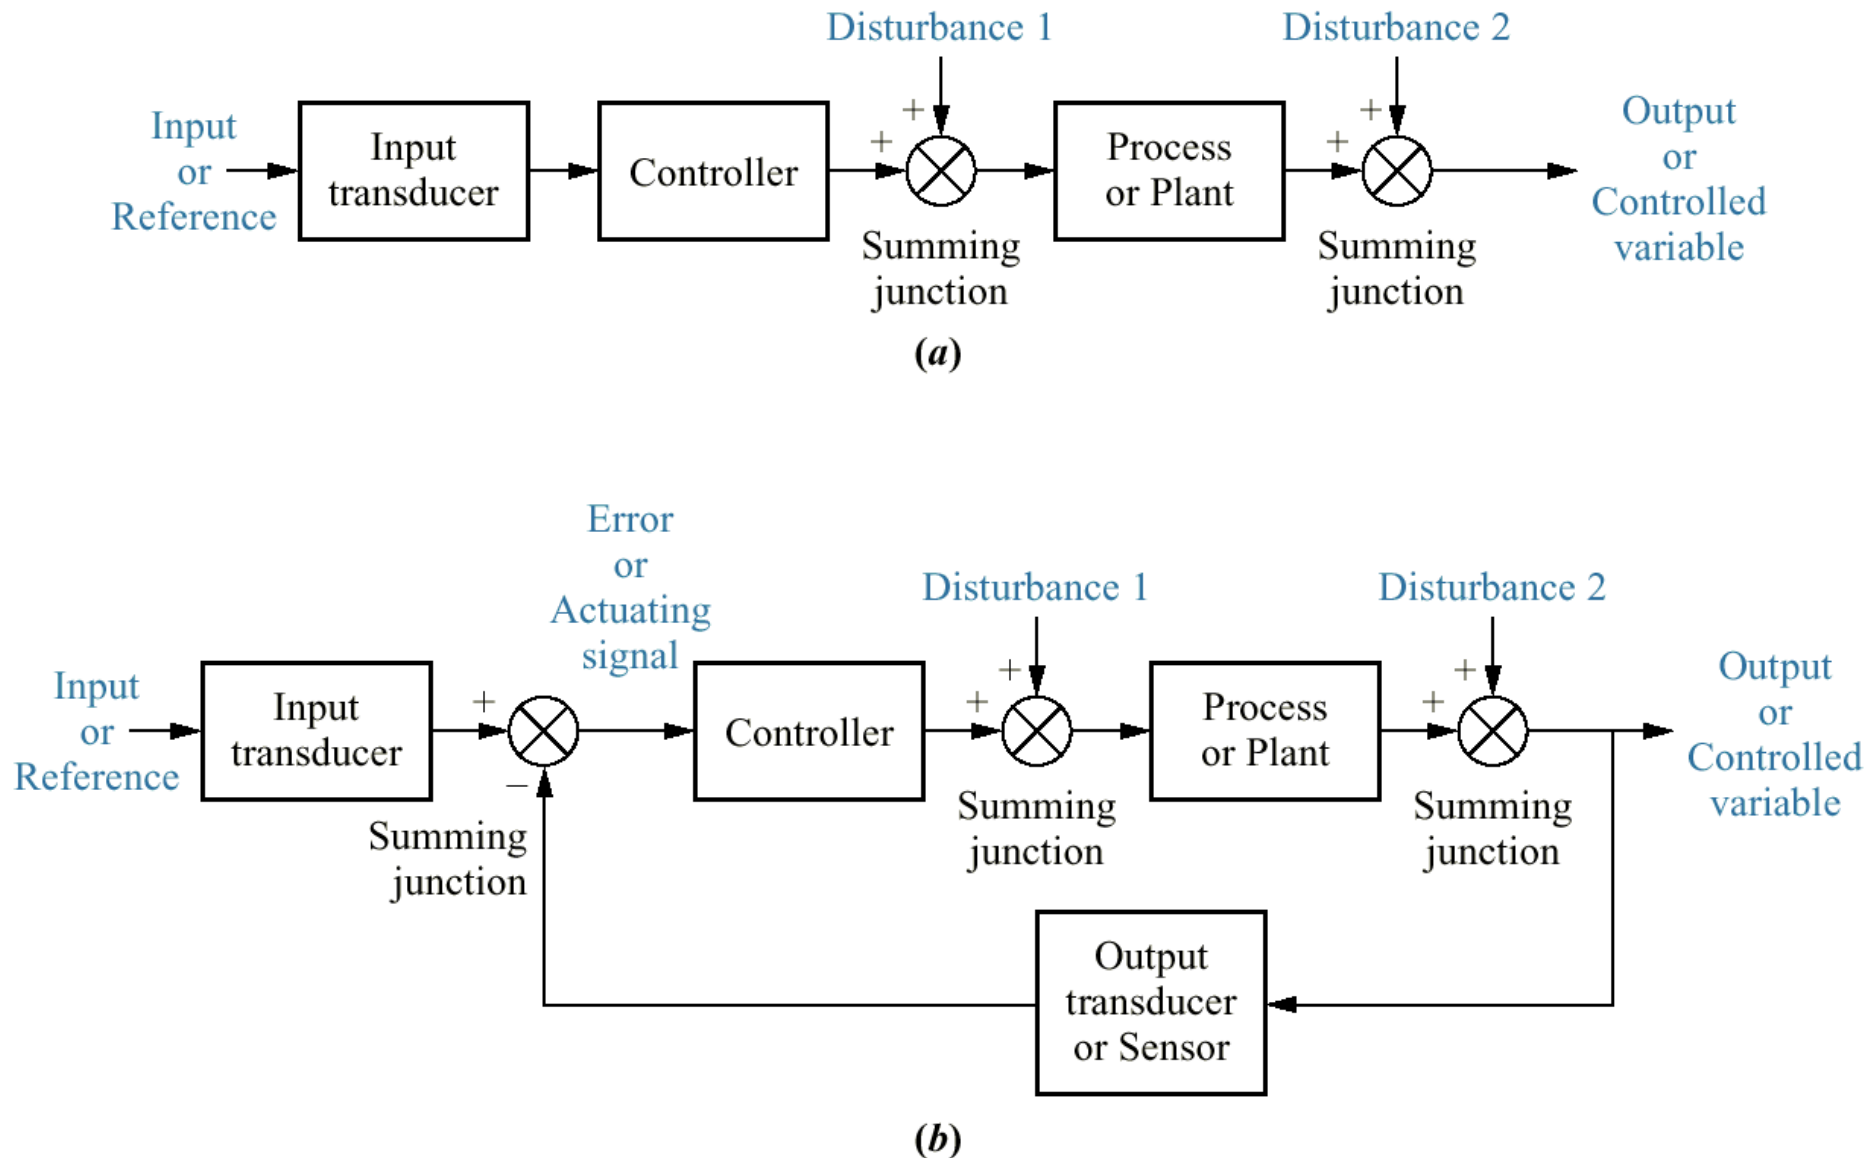 Disturbance 1
Disturbance 2
Input
or
Reference
Input
transducer
Controller
+
+
Process
or Plant
+
+
Output
or
Controlled
variable
Summing
junction
Summing
junction
(a)
Error
or
Actuating
signal
Disturbance 1
Disturbance 2
Input
or
Reference
Input
transducer
+
−
Summing
junction
Controller
+
+
Summing
junction
Process
or Plant
+
+
Summing
junction
Output
or
Controlled
variable
Output
transducer
or Sensor
(b)